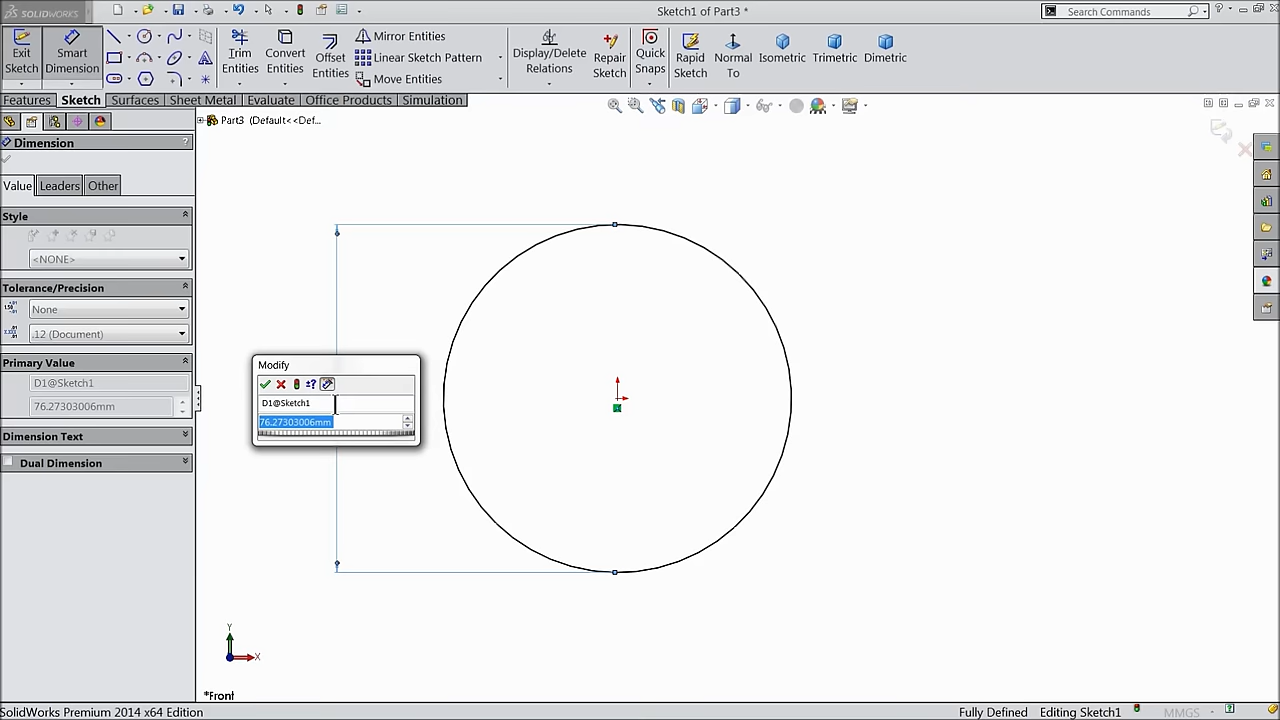 SOLIDWORKS
Sketch1 of Part3 *
Search Commands
Exit Sketch
Smart Dimension
Trim Entities
Convert Entities
Offset Entities
Mirror Entities
Linear Sketch Pattern
Move Entities
Display/Delete Relations
Repair Sketch
Quick Snaps
Rapid Sketch
Normal To
Isometric
Trimetric
Dimetric
Features
Sketch
Surfaces
Sheet Metal
Evaluate
Office Products
Simulation
Part3 (Default<<Def...
Dimension
?
Value
Leaders
Other
Style
<NONE>
Tolerance/Precision
None
.12 (Document)
Primary Value
D1@Sketch1
76.27303006mm
Dimension Text
Dual Dimension
Modify
±?
D1@Sketch1
76.27303006mm
Y
X
*Front
SolidWorks Premium 2014 x64 Edition
Fully Defined
Editing Sketch1
MMGS